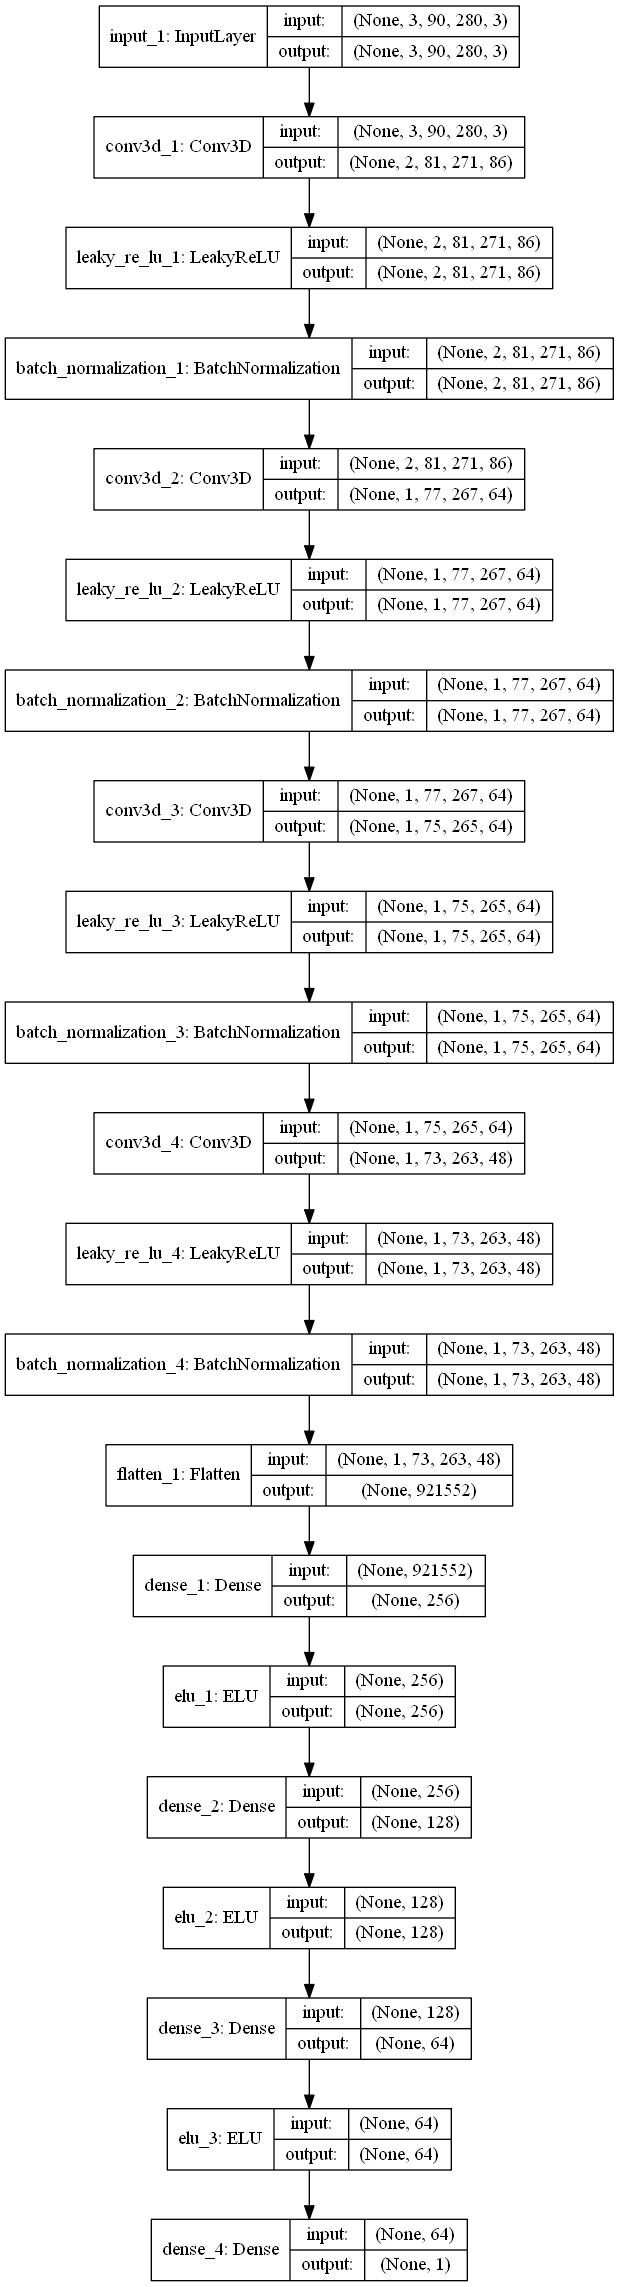 input_1: InputLayer
input: (None, 3, 90, 280, 3)
output: (None, 3, 90, 280, 3)
conv3d_1: Conv3D
input: (None, 3, 90, 280, 3)
output: (None, 2, 81, 271, 86)
leaky_re_lu_1: LeakyReLU
input: (None, 2, 81, 271, 86)
output: (None, 2, 81, 271, 86)
batch_normalization_1: BatchNormalization
input: (None, 2, 81, 271, 86)
output: (None, 2, 81, 271, 86)
conv3d_2: Conv3D
input: (None, 2, 81, 271, 86)
output: (None, 1, 77, 267, 64)
leaky_re_lu_2: LeakyReLU
input: (None, 1, 77, 267, 64)
output: (None, 1, 77, 267, 64)
batch_normalization_2: BatchNormalization
input: (None, 1, 77, 267, 64)
output: (None, 1, 77, 267, 64)
conv3d_3: Conv3D
input: (None, 1, 77, 267, 64)
output: (None, 1, 75, 265, 64)
leaky_re_lu_3: LeakyReLU
input: (None, 1, 75, 265, 64)
output: (None, 1, 75, 265, 64)
batch_normalization_3: BatchNormalization
input: (None, 1, 75, 265, 64)
output: (None, 1, 75, 265, 64)
conv3d_4: Conv3D
input: (None, 1, 75, 265, 64)
output: (None, 1, 73, 263, 48)
leaky_re_lu_4: LeakyReLU
input: (None, 1, 73, 263, 48)
output: (None, 1, 73, 263, 48)
batch_normalization_4: BatchNormalization
input: (None, 1, 73, 263, 48)
output: (None, 1, 73, 263, 48)
flatten_1: Flatten
input: (None, 1, 73, 263, 48)
output: (None, 921552)
dense_1: Dense
input: (None, 921552)
output: (None, 256)
elu_1: ELU
input: (None, 256)
output: (None, 256)
dense_2: Dense
input: (None, 256)
output: (None, 128)
elu_2: ELU
input: (None, 128)
output: (None, 128)
dense_3: Dense
input: (None, 128)
output: (None, 64)
elu_3: ELU
input: (None, 64)
output: (None, 64)
dense_4: Dense
input: (None, 64)
output: (None, 1)